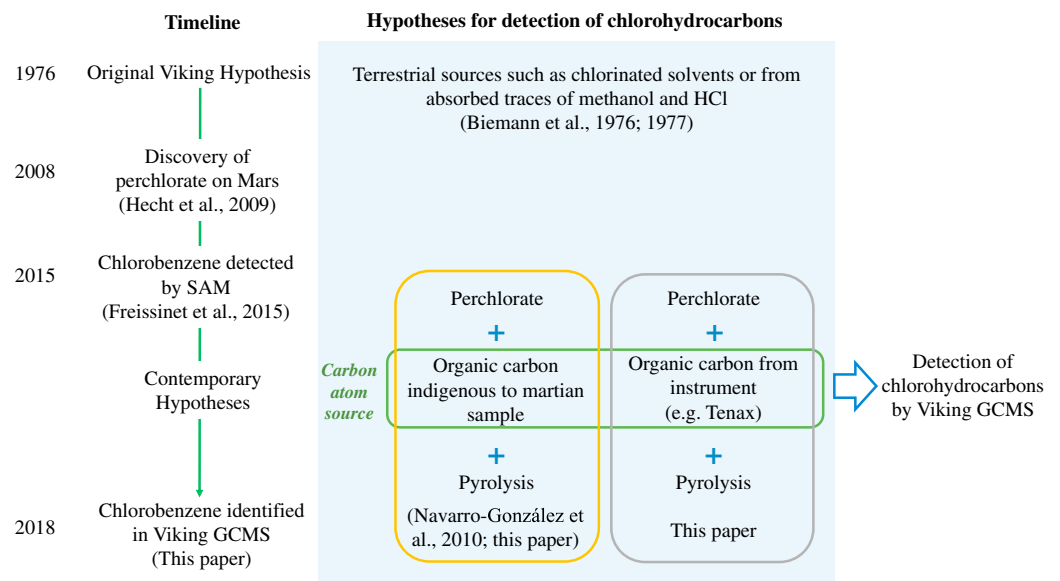 Timeline
Hypotheses for detection of chlorohydrocarbons
1976
Original Viking Hypothesis
Terrestrial sources such as chlorinated solvents or from
absorbed traces of methanol and HCl
(Biemann et al., 1976; 1977)
2008
Discovery of
perchlorate on Mars
(Hecht et al., 2009)
2015
Chlorobenzene detected
by SAM
(Freissinet et al., 2015)
Contemporary
Hypotheses
2018
Chlorobenzene identified
in Viking GCMS
(This paper)
Carbon
atom
source
Perchlorate
+
Organic carbon
indigenous to martian
sample
+
Pyrolysis
(Navarro-González et
al., 2010; this paper)
Perchlorate
+
Organic carbon from
instrument
(e.g. Tenax)
+
Pyrolysis
This paper
Detection of
chlorohydrocarbons
by Viking GCMS